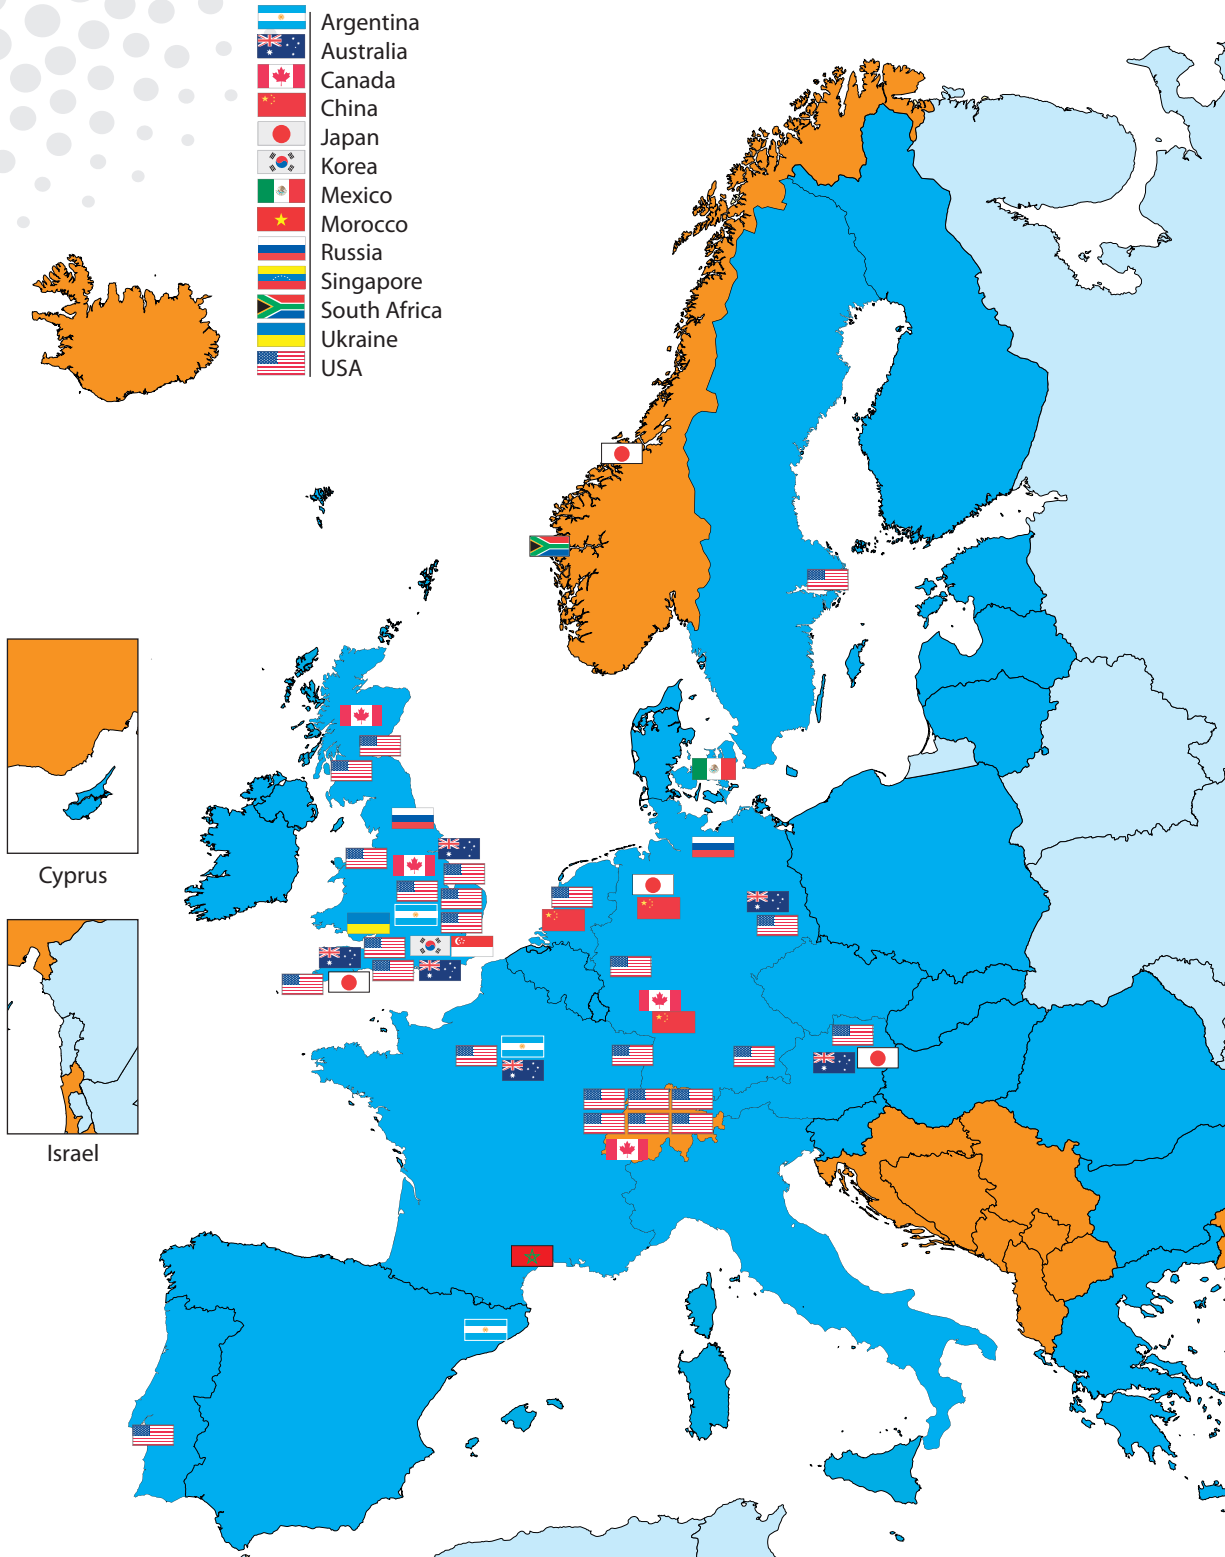 Argentina
Australia
Canada
China
Japan
Korea
Mexico
Morocco
Russia
Singapore
South Africa
Ukraine
USA
Cyprus
Israel